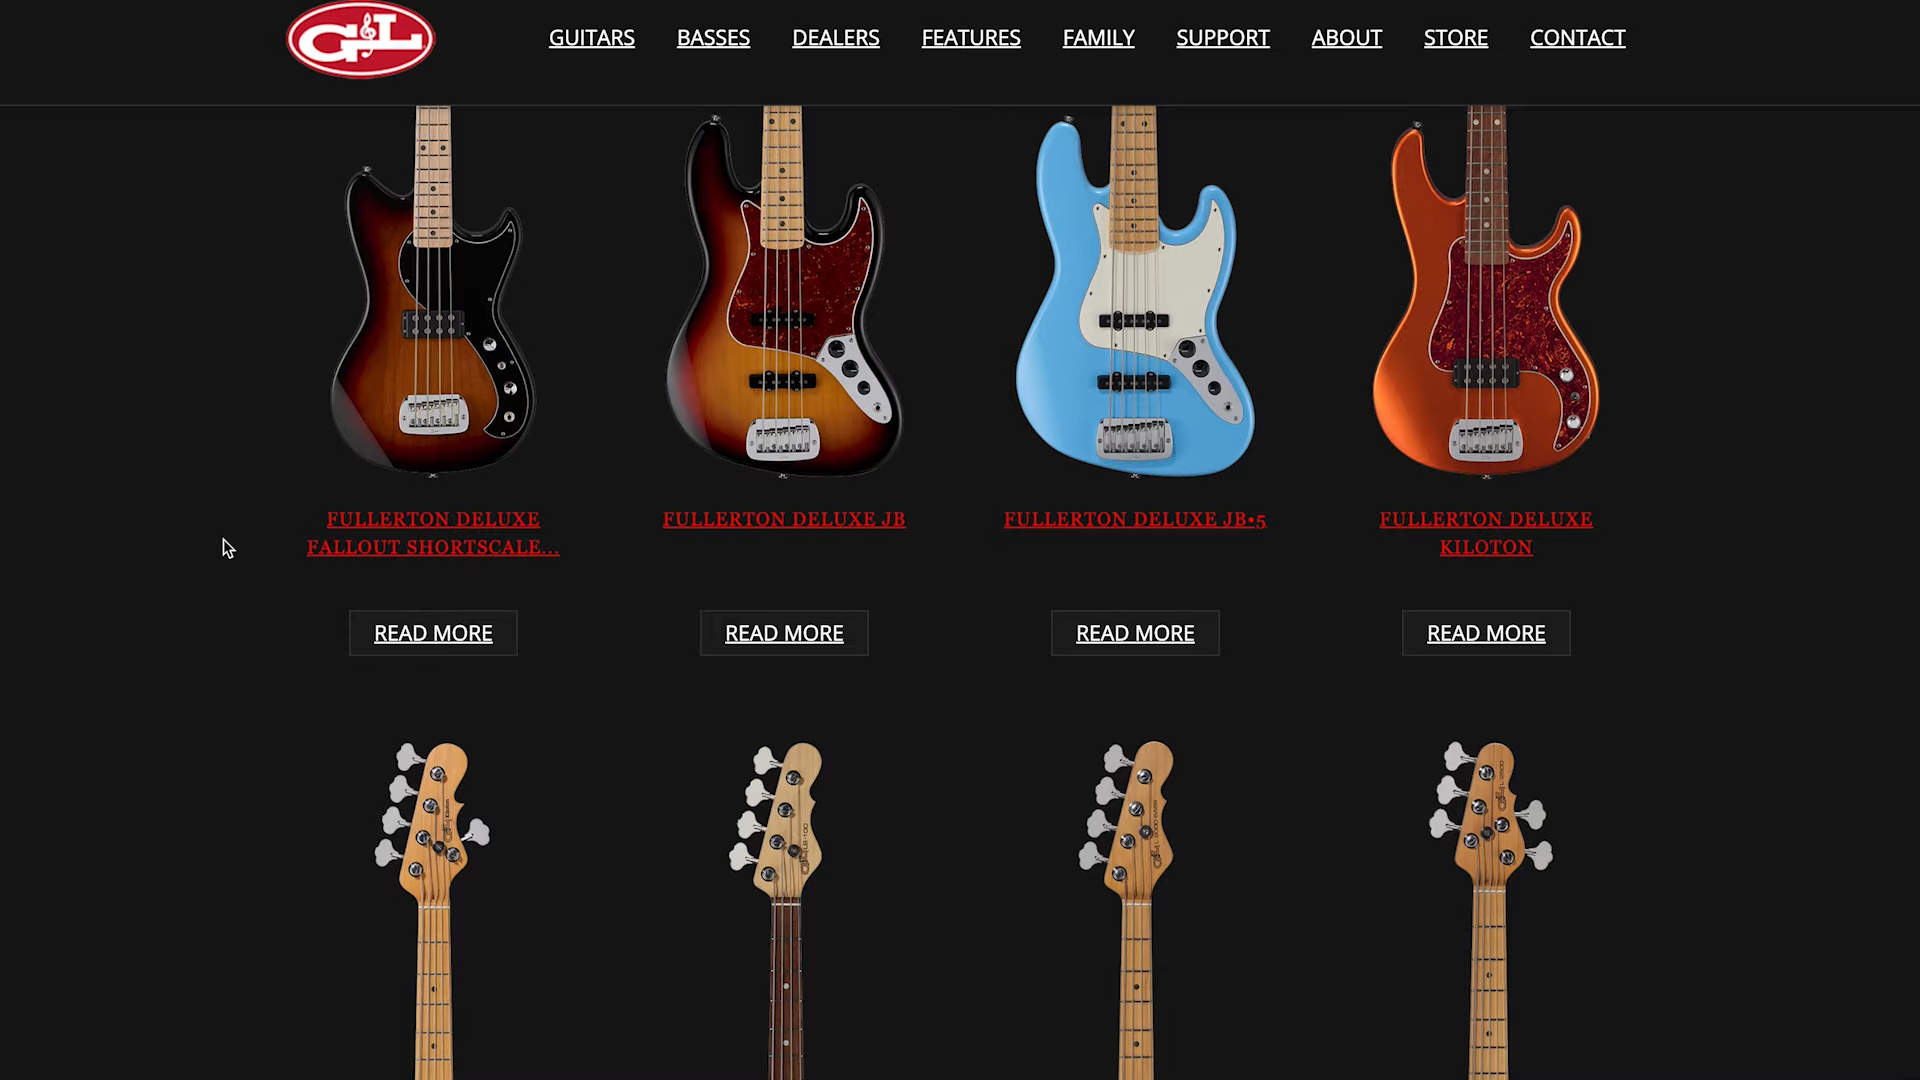 G&L
GUITARS
BASSES
DEALERS
FEATURES
FAMILY
SUPPORT
ABOUT
STORE
CONTACT
FULLERTON DELUXE
FALLOUT SHORTSCALE...
FULLERTON DELUXE JB
FULLERTON DELUXE JB•5
FULLERTON DELUXE
KILOTON
READ MORE
READ MORE
READ MORE
READ MORE